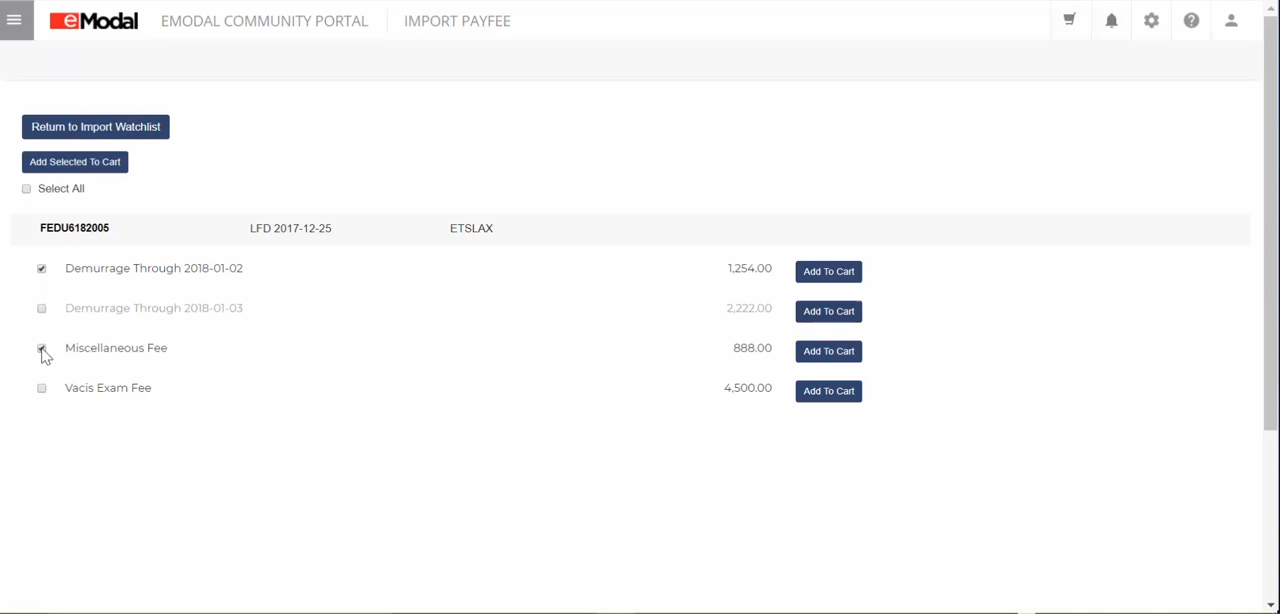 eModal EMODAL COMMUNITY PORTAL IMPORT PAYFEE
Return to Import Watchlist
Add Selected To Cart
Select All
FEDU6182005 LFD 2017-12-25 ETSLAX
Demurrage Through 2018-01-02 1,254.00 Add To Cart
Demurrage Through 2018-01-03 2,222.00 Add To Cart
Miscellaneous Fee 888.00 Add To Cart
Vacis Exam Fee 4,500.00 Add To Cart